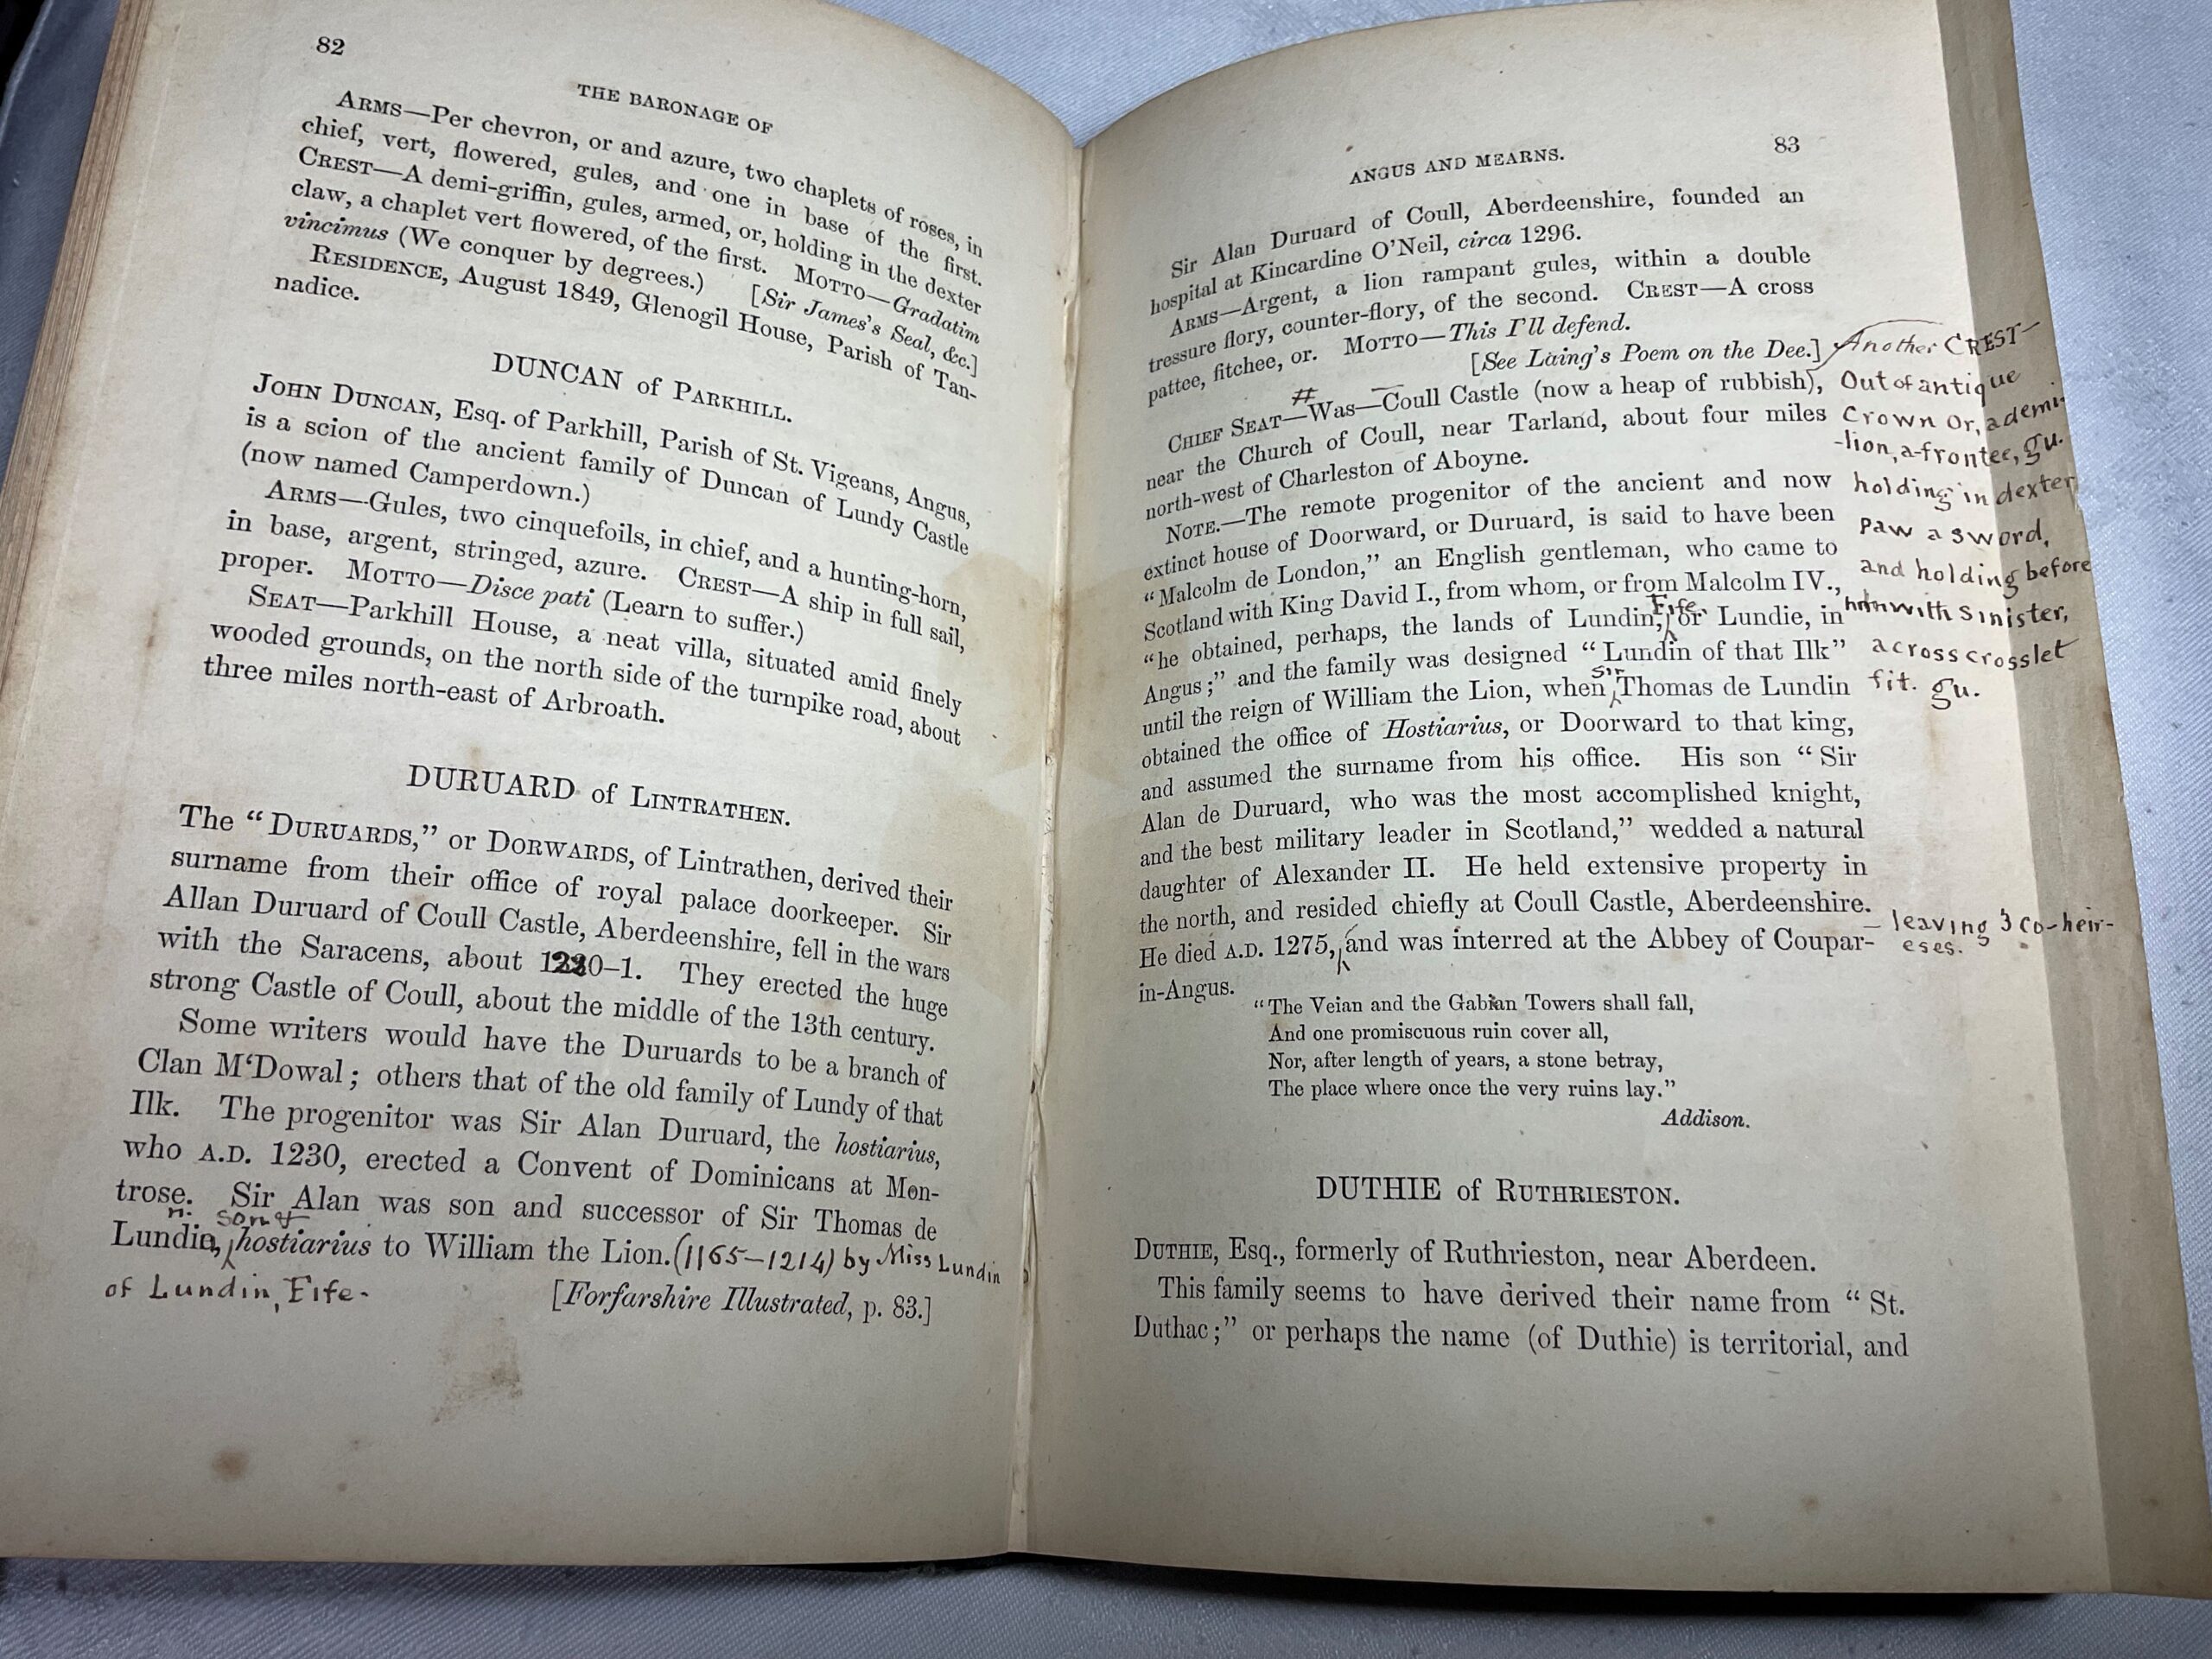 82
THE BARONAGE OF
ARMS—Per chevron, or and azure, two chaplets of roses, in
chief, vert, flowered, gules, and one in base of the first.
CREST—A demi-griffin, gules, armed, or, holding in the dexter
claw, a chaplet vert flowered, of the first. MOTTO—Gradatim
vincimus (We conquer by degrees.) [Sir James's Seal, &c.]
RESIDENCE, August 1849, Glenogil House, Parish of Tan-
nadice.
DUNCAN of PARKHILL.
JOHN DUNCAN, Esq. of Parkhill, Parish of St. Vigeans, Angus,
is a scion of the ancient family of Duncan of Lundy Castle
(now named Camperdown.)
ARMS—Gules, two cinquefoils, in chief, and a hunting-horn,
in base, argent, stringed, azure. CREST—A ship in full sail,
proper. MOTTO—Disce pati (Learn to suffer.)
SEAT—Parkhill House, a neat villa, situated amid finely
wooded grounds, on the north side of the turnpike road, about
three miles north-east of Arbroath.
DURUARD of LINTRATHEN.
The "DURUARDS," or DORWARDS, of Lintrathen, derived their
surname from their office of royal palace doorkeeper. Sir
Allan Duruard of Coull Castle, Aberdeenshire, fell in the wars
with the Saracens, about –1. They erected the huge
strong Castle of Coull, about the middle of the 13th century.
Some writers would have the Duruards to be a branch of
Clan M'Dowal; others that of the old family of Lundy of that
Ilk. The progenitor was Sir Alan Duruard, the hostiarius,
who A.D. 1230, erected a Convent of Dominicans at Mon-
trose. Sir Alan was son and successor of Sir Thomas de
n: son of
Lundin, hostiarius to William the Lion. (1165–1214) by Miss Lundin
of Lundin, Fife.
[Forfarshire Illustrated, p. 83.]
ANGUS AND MEARNS.
83
Sir Alan Duruard of Coull, Aberdeenshire, founded an
hospital at Kincardine O'Neil, circa 1296.
ARMS—Argent, a lion rampant gules, within a double
tressure flory, counter-flory, of the second. CREST—A cross
pattee, fitchee, or. MOTTO—This I'll defend.
[See Laing's Poem on the Dee.]
#
CHIEF SEAT—Was—Coull Castle (now a heap of rubbish),
near the Church of Coull, near Tarland, about four miles
north-west of Charleston of Aboyne.
NOTE.—The remote progenitor of the ancient and now
extinct house of Doorward, or Duruard, is said to have been
"Malcolm de London," an English gentleman, who came to
Scotland with King David I., from whom, or from Malcolm IV.,
Fife,
"he obtained, perhaps, the lands of Lundin, or Lundie, in
Angus;" and the family was designed "Lundin of that Ilk"
Sir
until the reign of William the Lion, when Thomas de Lundin
obtained the office of Hostiarius, or Doorward to that king,
and assumed the surname from his office. His son "Sir
Alan de Duruard, who was the most accomplished knight,
and the best military leader in Scotland," wedded a natural
daughter of Alexander II. He held extensive property in
the north, and resided chiefly at Coull Castle, Aberdeenshire.
He died A.D. 1275, and was interred at the Abbey of Coupar-
in-Angus.
"The Veian and the Gabian Towers shall fall,
And one promiscuous ruin cover all,
Nor, after length of years, a stone betray,
The place where once the very ruins lay."
Addison.
DUTHIE of RUTHRIESTON.
DUTHIE, Esq., formerly of Ruthrieston, near Aberdeen.
This family seems to have derived their name from "St.
Duthac;" or perhaps the name (of Duthie) is territorial, and
Another CREST—
Out of antique
Crown Or, a demi-
-lion, a-frontee, gu.
holding in dexter
paw a sword,
and holding before
with sinister,
a cross crosslet
fit. gu.
leaving 3 co-heir-
eses.